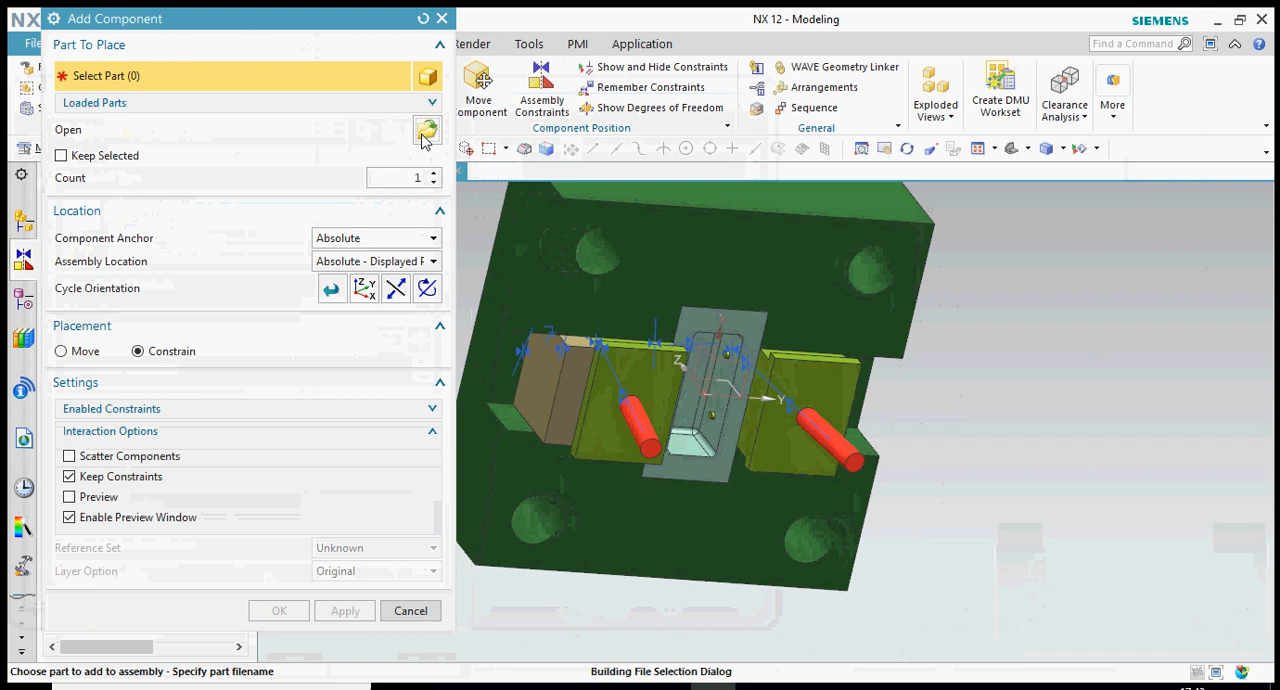 NX
Add Component
NX 12 - Modeling
SIEMENS
Part To Place
Render
Tools
PMI
Application
Find a Command
Select Part (0)
Loaded Parts
Open
Keep Selected
Count
1
Move
Component
Assembly
Constraints
Show and Hide Constraints
Remember Constraints
Show Degrees of Freedom
Component Position
WAVE Geometry Linker
Arrangements
Sequence
General
Exploded
Views
Create DMU
Workset
Clearance
Analysis
More
Location
Component Anchor
Absolute
Assembly Location
Absolute - Displayed
Cycle Orientation
Placement
Move
Constrain
Settings
Enabled Constraints
Interaction Options
Scatter Components
Keep Constraints
Preview
Enable Preview Window
Reference Set
Unknown
Layer Option
Original
OK
Apply
Cancel
Z
Y
Choose part to add to assembly - Specify part filename
Building File Selection Dialog